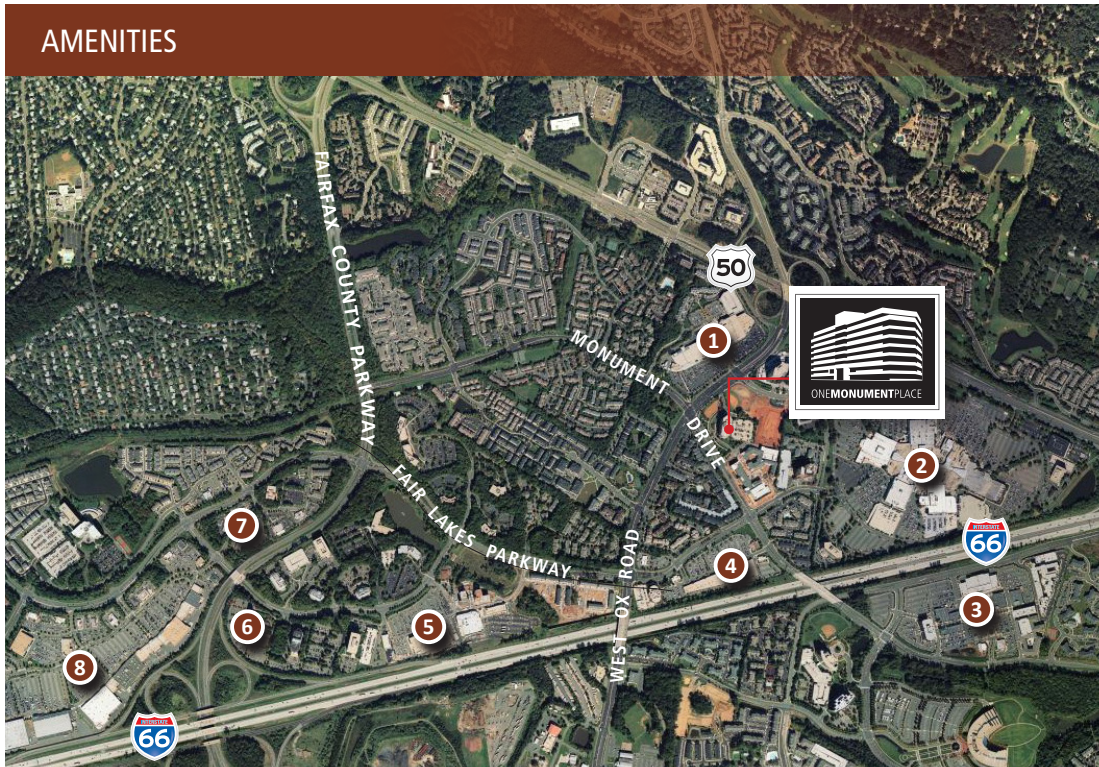 AMENITIES
FAIRFAX COUNTY PARKWAY
50
1
MONUMENT DRIVE
ONEMONUMENTPLACE
2
FAIR LAKES PARKWAY
7
WEST OX ROAD
INTERSTATE
66
4
3
6
5
8
INTERSTATE
66